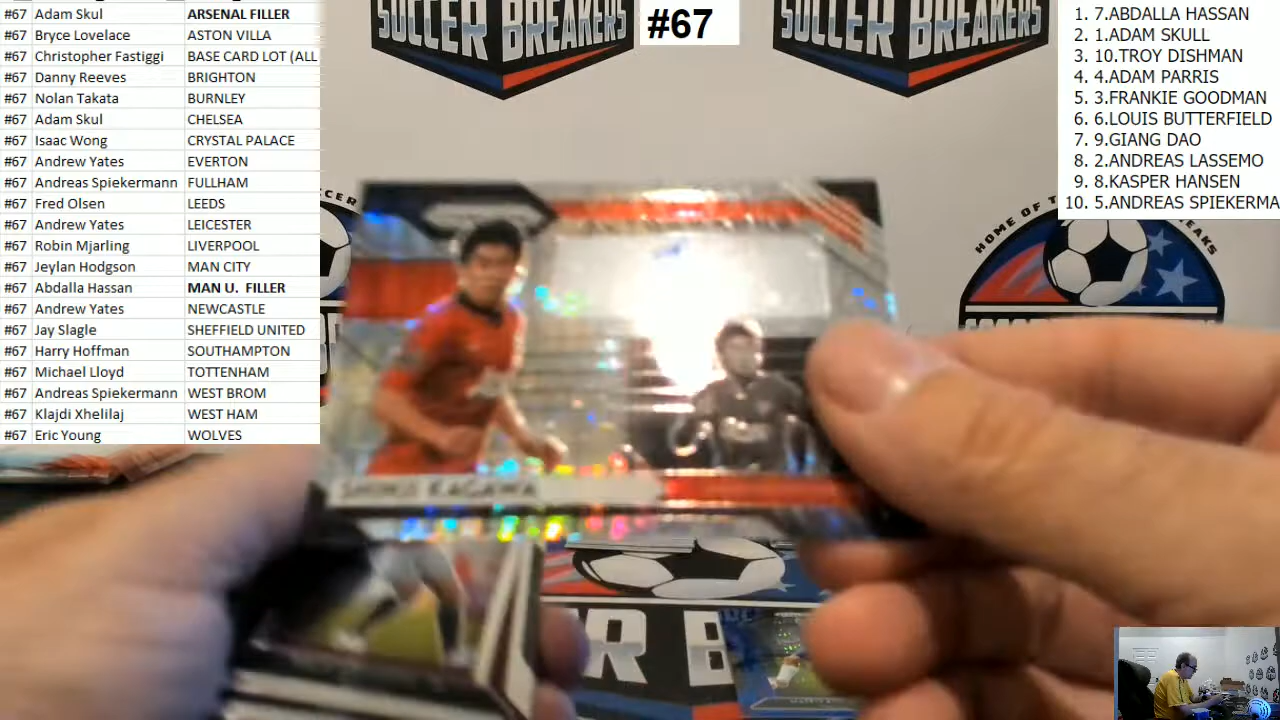 #67 Adam Skul ARSENAL FILLER
#67 Bryce Lovelace ASTON VILLA
#67 Christopher Fastiggi BASE CARD LOT (ALL
#67 Danny Reeves BRIGHTON
#67 Nolan Takata BURNLEY
#67 Adam Skul CHELSEA
#67 Isaac Wong CRYSTAL PALACE
#67 Andrew Yates EVERTON
#67 Andreas Spiekermann FULLHAM
#67 Fred Olsen LEEDS
#67 Andrew Yates LEICESTER
#67 Robin Mjarling LIVERPOOL
#67 Jeylan Hodgson MAN CITY
#67 Abdalla Hassan MAN U. FILLER
#67 Andrew Yates NEWCASTLE
#67 Jay Slagle SHEFFIELD UNITED
#67 Harry Hoffman SOUTHAMPTON
#67 Michael Lloyd TOTTENHAM
#67 Andreas Spiekermann WEST BROM
#67 Klajdi Xhelilaj WEST HAM
#67 Eric Young WOLVES
SOCCER BREAKERS
#67
SOCCER BREAKERS
1. 7.ABDALLA HASSAN
2. 1.ADAM SKULL
3. 10.TROY DISHMAN
4. 4.ADAM PARRIS
5. 3.FRANKIE GOODMAN
6. 6.LOUIS BUTTERFIELD
7. 9.GIANG DAO
8. 2.ANDREAS LASSEMO
9. 8.KASPER HANSEN
10. 5.ANDREAS SPIEKERMA
HOME OF T EAKS
SHINJI KAGAWA
R B